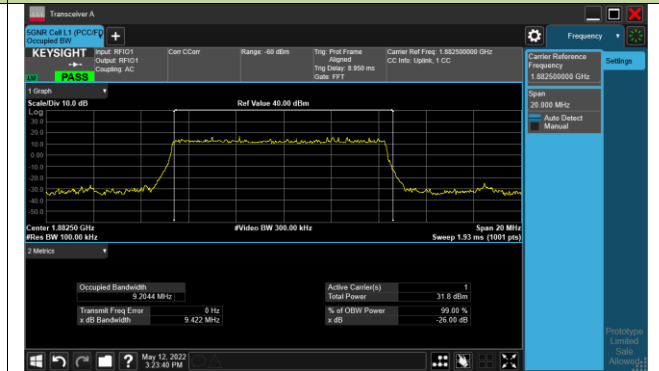 Transceiver A
5GNR Cell L1 (PCC/FD
Occupied BW
+
Frequency
KEYSIGHT
LW PASS
Input: RFIO1
Output: RFIO1
Coupling: AC
Corr CCorr
Range: -60 dBm
Trig: Prot Frame
Aligned
Trig Delay: 8.950 ms
Gate: FFT
Carrier Ref Freq: 1.882500000 GHz
CC Info: Uplink, 1 CC
Carrier Reference
Frequency
1.882500000 GHz
Settings
Span
20.000 MHz
Auto Detect
Manual
1 Graph
Scale/Div 10.0 dB
Ref Value 40.00 dBm
Log
30.0
20.0
10.0
0.00
-10.0
-20.0
-30.0
-40.0
-50.0
Center 1.88250 GHz
#Video BW 300.00 kHz
Span 20 MHz
#Res BW 100.00 kHz
Sweep 1.93 ms (1001 pts)
2 Metrics
Occupied Bandwidth
9.2044 MHz
Transmit Freq Error 0 Hz
x dB Bandwidth 9.422 MHz
Active Carrier(s) 1
Total Power 31.8 dBm
% of OBW Power 99.00 %
x dB -26.00 dB
Prototype
Limited
Sale
Allowed
?
May 12, 2022
3:23:40 PM